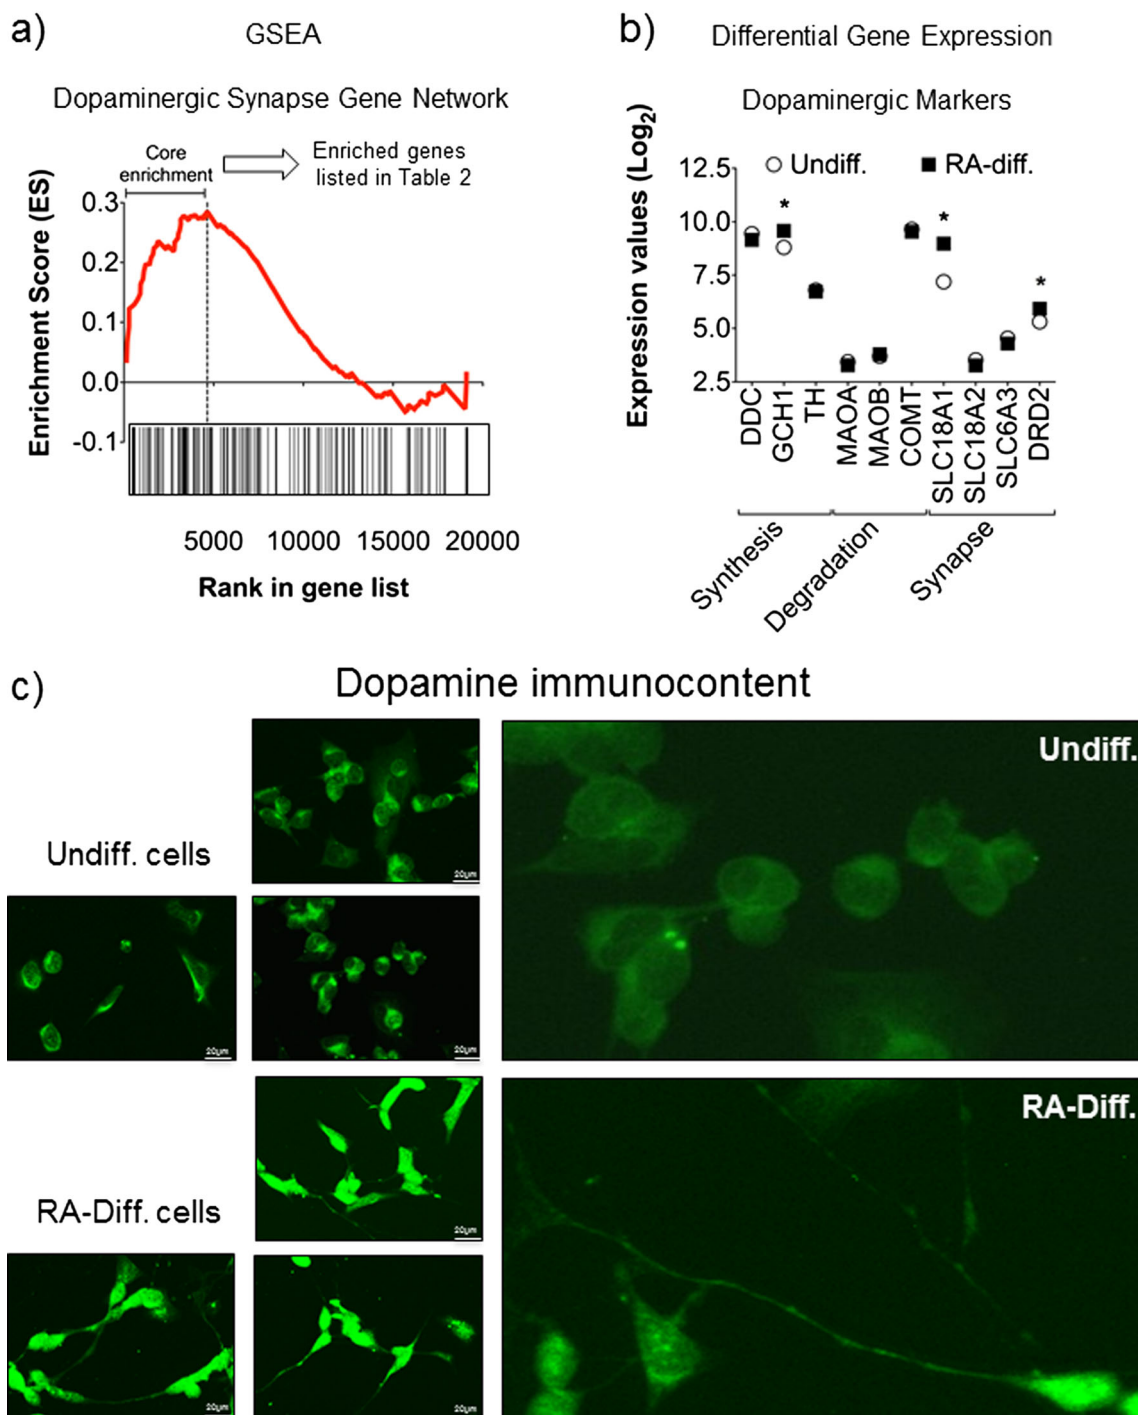 a)
GSEA
Dopaminergic Synapse Gene Network
Core
enrichment
Enriched genes
listed in Table 2
Enrichment Score (ES)
0.3
0.2
0.1
0.0
-0.1
5000 10000 15000 20000
Rank in gene list
b)
Differential Gene Expression
Dopaminergic Markers
Expression values (Log2)
Undiff. RA-diff.
12.5
10.0
7.5
5.0
2.5
* * *
DDC
GCH1
TH
MAOA
MAOB
COMT
SLC18A1
SLC18A2
SLC6A3
DRD2
Synthesis
Degradation
Synapse
c)
Dopamine immunocontent
Undiff. cells
20µm
20µm
20µm
Undiff.
RA-Diff. cells
20µm
20µm
20µm
RA-Diff.